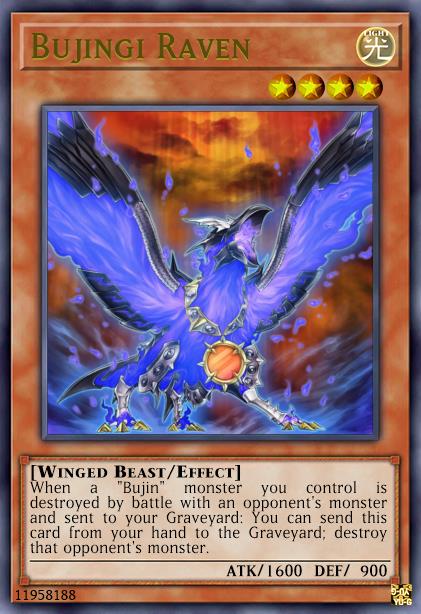 Bujingi Raven
LIGHT
光
[Winged Beast/Effect]
When a "Bujin" monster you control is
destroyed by battle with an opponent's monster
and sent to your Graveyard: You can send this
card from your hand to the Graveyard; destroy
that opponent's monster.
ATK/1600 DEF/ 900
11958188